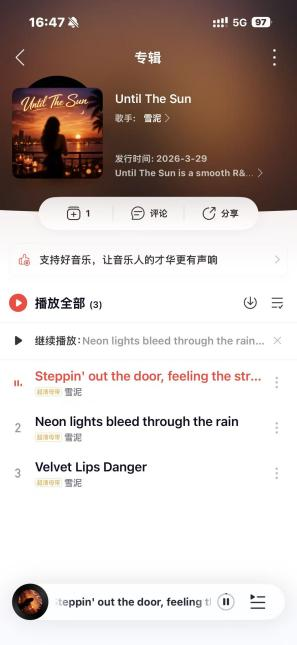 16:47
5G
97
专辑
Until The Sun
Until The Sun
歌手: 雪泥
发行时间: 2026-3-29
Until The Sun is a smooth R&...
1
评论
分享
支持好音乐，让音乐人的才华更有声响
播放全部 (3)
继续播放: Neon lights bleed through the rain...
Steppin' out the door, feeling the str...
超清母带 雪泥
2
Neon lights bleed through the rain
超清母带 雪泥
3
Velvet Lips Danger
超清母带 雪泥
teppin' out the door, feeling t